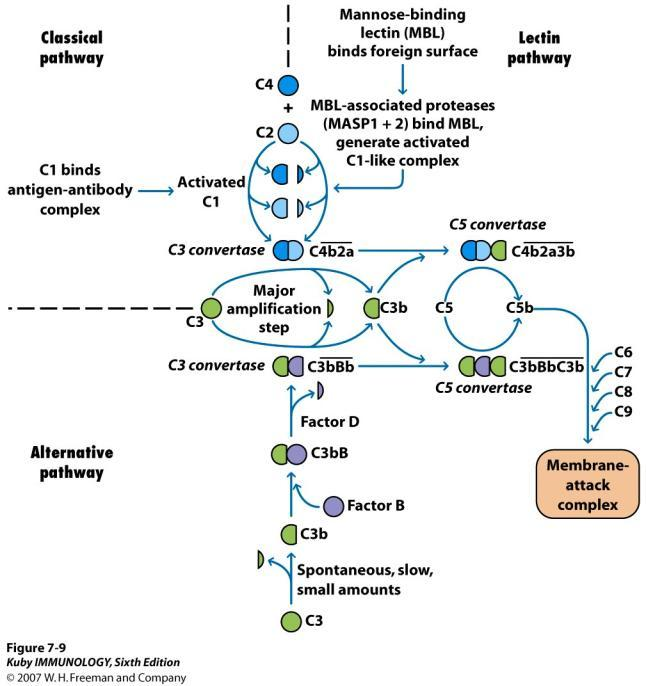 Classical
pathway
Mannose-binding
lectin (MBL)
binds foreign surface
Lectin
pathway
C4
+
C2
MBL-associated proteases
(MASP1 + 2) bind MBL,
generate activated
C1-like complex
C1 binds
antigen-antibody
complex
Activated
C1
C3 convertase
C4b2a
C5 convertase
C4b2a3b
C3
Major
amplification
step
C3b
C5
C5b
C3 convertase
C3bBb
C3bBbC3b
C5 convertase
C6
C7
C8
C9
Factor D
Alternative
pathway
C3bB
Membrane-
attack
complex
Factor B
C3b
Spontaneous, slow,
small amounts
C3
Figure 7-9
Kuby IMMUNOLOGY, Sixth Edition
© 2007 W. H. Freeman and Company